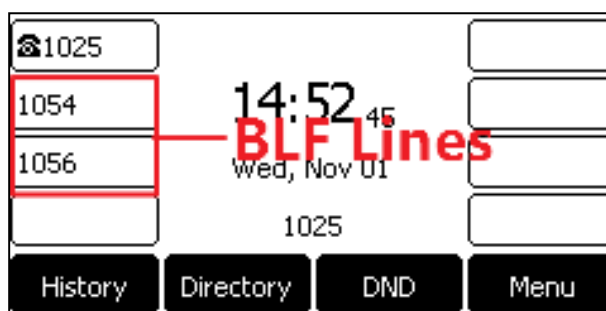 ☎1025
1054
1056
14:52 45
BLF Lines
Wed, Nov 01
1025
History Directory DND Menu